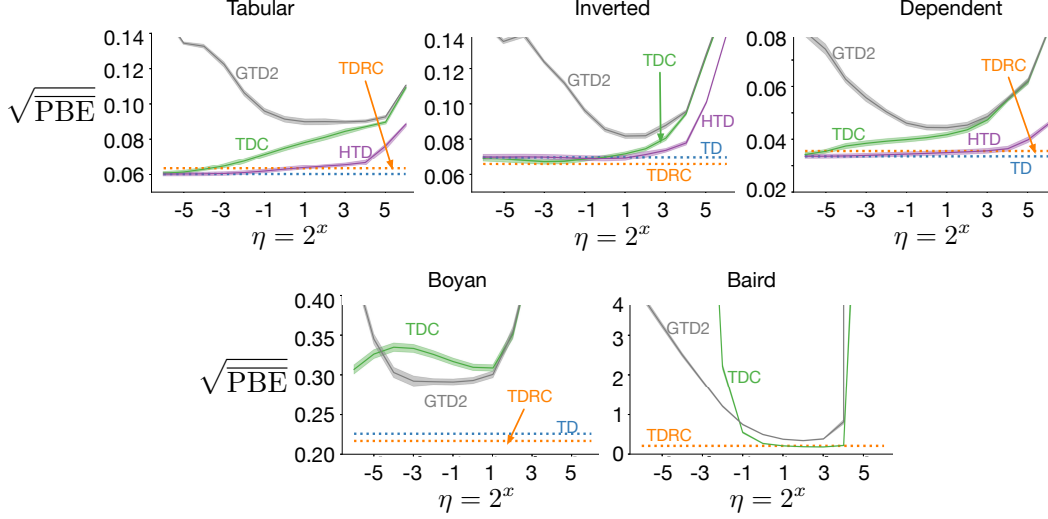 Tabular Inverted Dependent
0.14 0.14 0.08
GTD2 TDRC GTD2 TDC GTD2 TDRC
√PBE 0.12 0.12 0.06
0.10 0.10
TDC HTD TDC
0.08 0.08 0.04
HTD TD
0.06 0.06 TDRC TD
0.02
-5 -3 -1 1 3 5 -5 -3 -1 1 3 5 -5 -3 -1 1 3 5
η = 2^x η = 2^x η = 2^x
Boyan Baird
0.40 4
TDC GTD2
0.35 3
√PBE 0.30 2
GTD2 TDC
TDRC
0.25 1
TD TDRC
0.20 0
-5 -3 -1 1 3 5 -5 -3 -1 1 3 5
η = 2^x η = 2^x